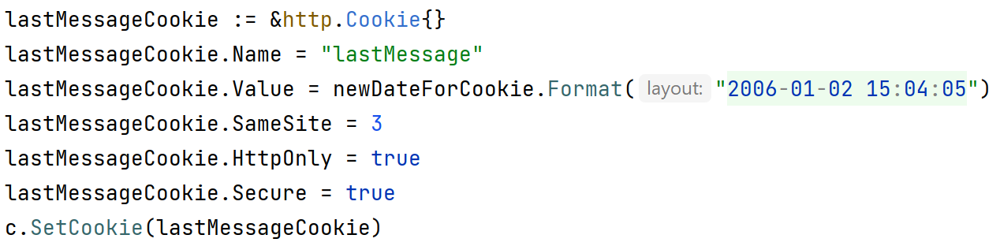 lastMessageCookie := &http.Cookie{}
lastMessageCookie.Name = "lastMessage"
lastMessageCookie.Value = newDateForCookie.Format( layout: "2006-01-02 15:04:05")
lastMessageCookie.SameSite = 3
lastMessageCookie.HttpOnly = true
lastMessageCookie.Secure = true
c.SetCookie(lastMessageCookie)